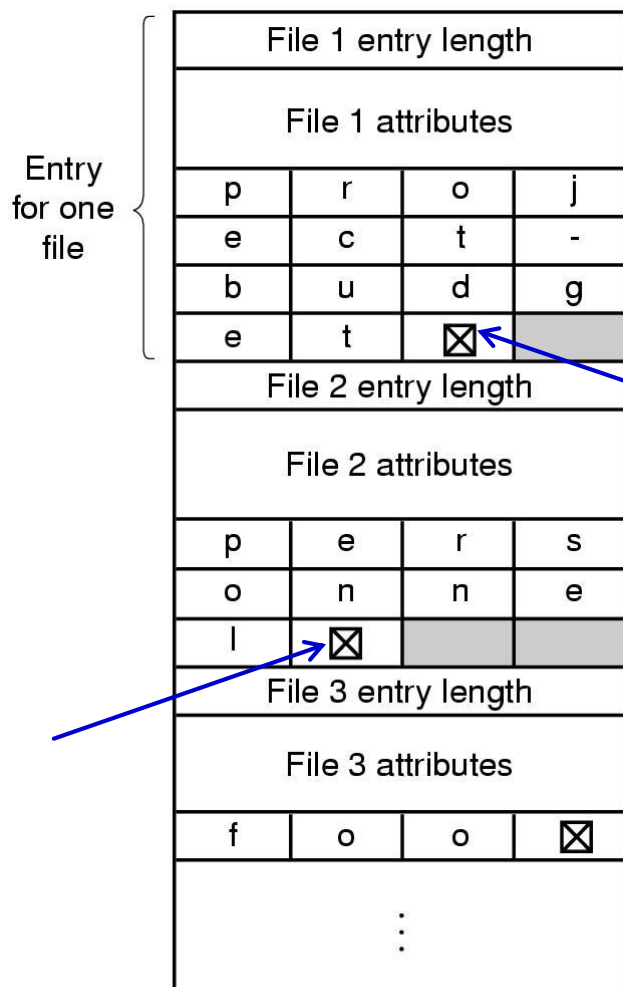 File 1 entry length
File 1 attributes
Entry
for one
file
p r o j
e c t -
b u d g
e t
File 2 entry length
File 2 attributes
p e r s
o n n e
l
File 3 entry length
File 3 attributes
f o o
⋮